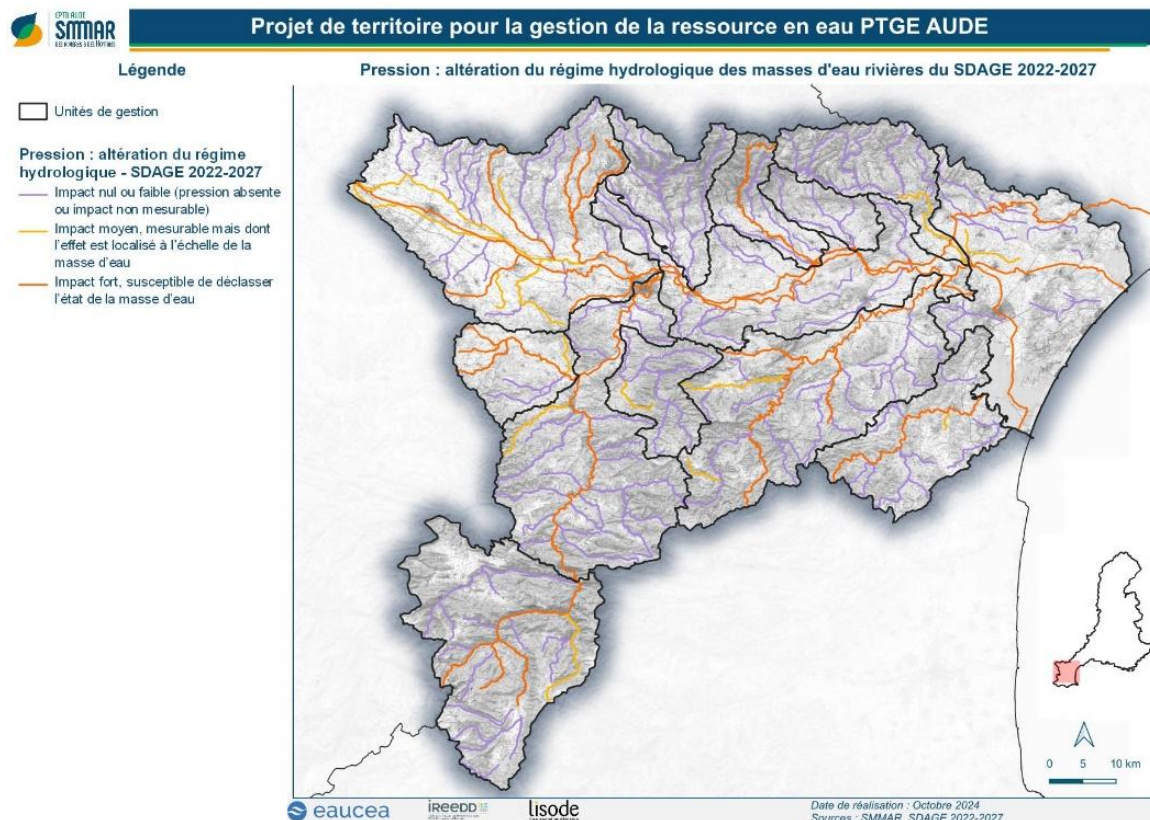 EPTB AUDE
SMMAR
Projet de territoire pour la gestion de la ressource en eau PTGE AUDE
Légende
Pression : altération du régime hydrologique des masses d'eau rivières du SDAGE 2022-2027
Unités de gestion
Pression : altération du régime
hydrologique - SDAGE 2022-2027
Impact nul ou faible (pression absente
ou impact non mesurable)
Impact moyen, mesurable mais dont
l'effet est localisé à l'échelle de la
masse d'eau
Impact fort, susceptible de déclasser
l'état de la masse d'eau
0 5 10 km
eaucea
iReeDD
lisode
Date de réalisation : Octobre 2024
Sources : SMMAR, SDAGE 2022-2027